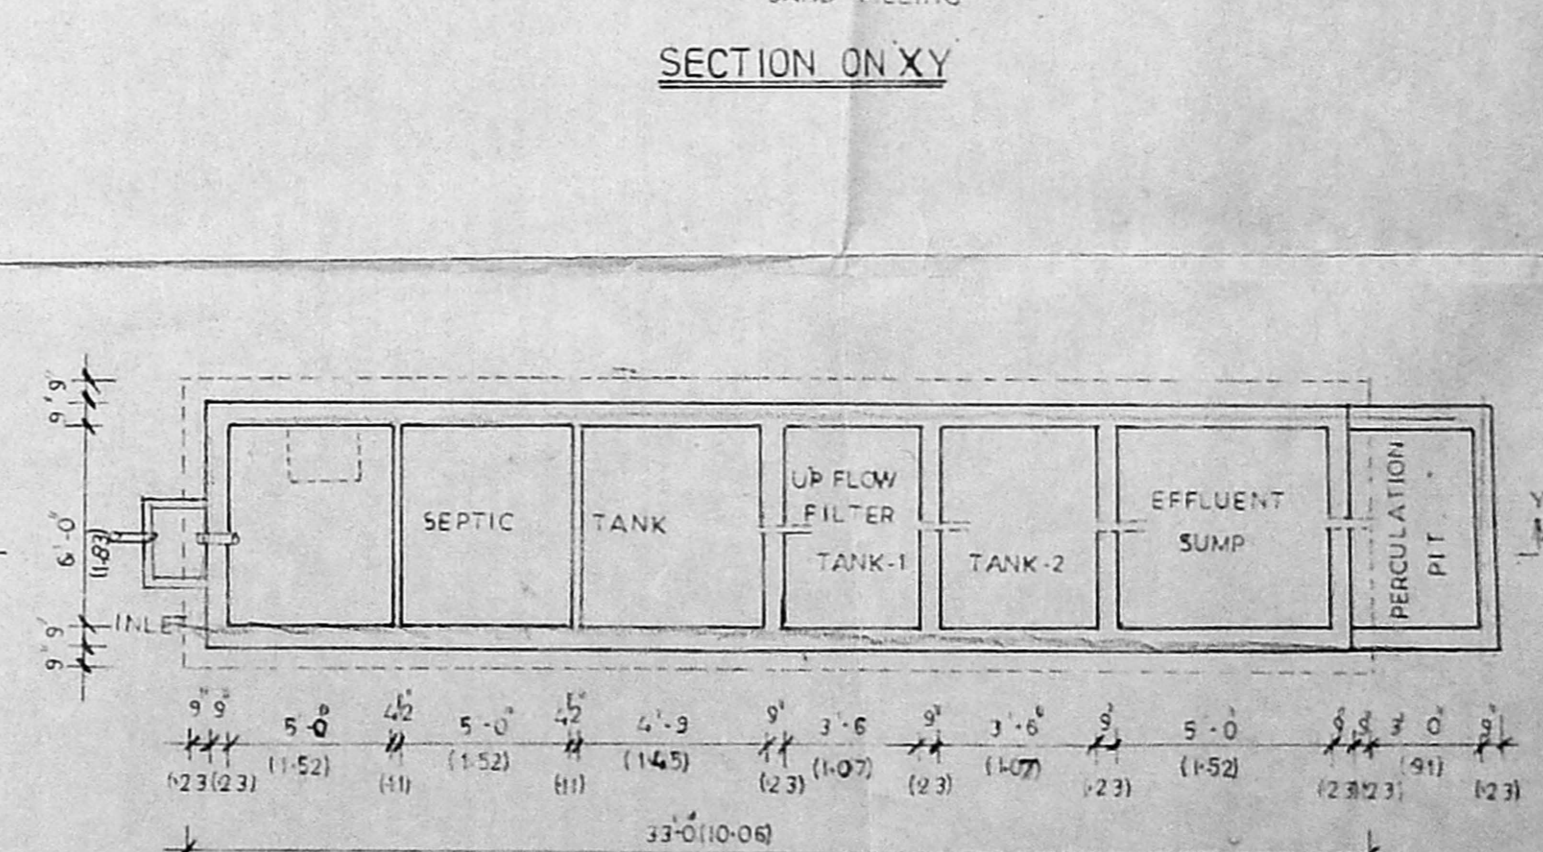 SECTION ON XY
9" 9"
6'-0"
(1·83)
9" 9"
INLET
SEPTIC TANK
UP FLOW
FILTER
TANK-1
TANK-2
EFFLUENT
SUMP
PERCULATION
PIT
Y
9" 9" 5'-0" 4½" 5'-0" 4½" 4'-9 9" 3'-6 9" 3'-6" 9" 5'-0" 9" 9" 3' 0" 9"
(·23)(·23) (1·52) (·11) (1·52) (·11) (1·45) (·23) (1·07) (·23) (1·07) (·23) (1·52) (·23)(·23) (·91) (·23)
33'-0"(10·06)